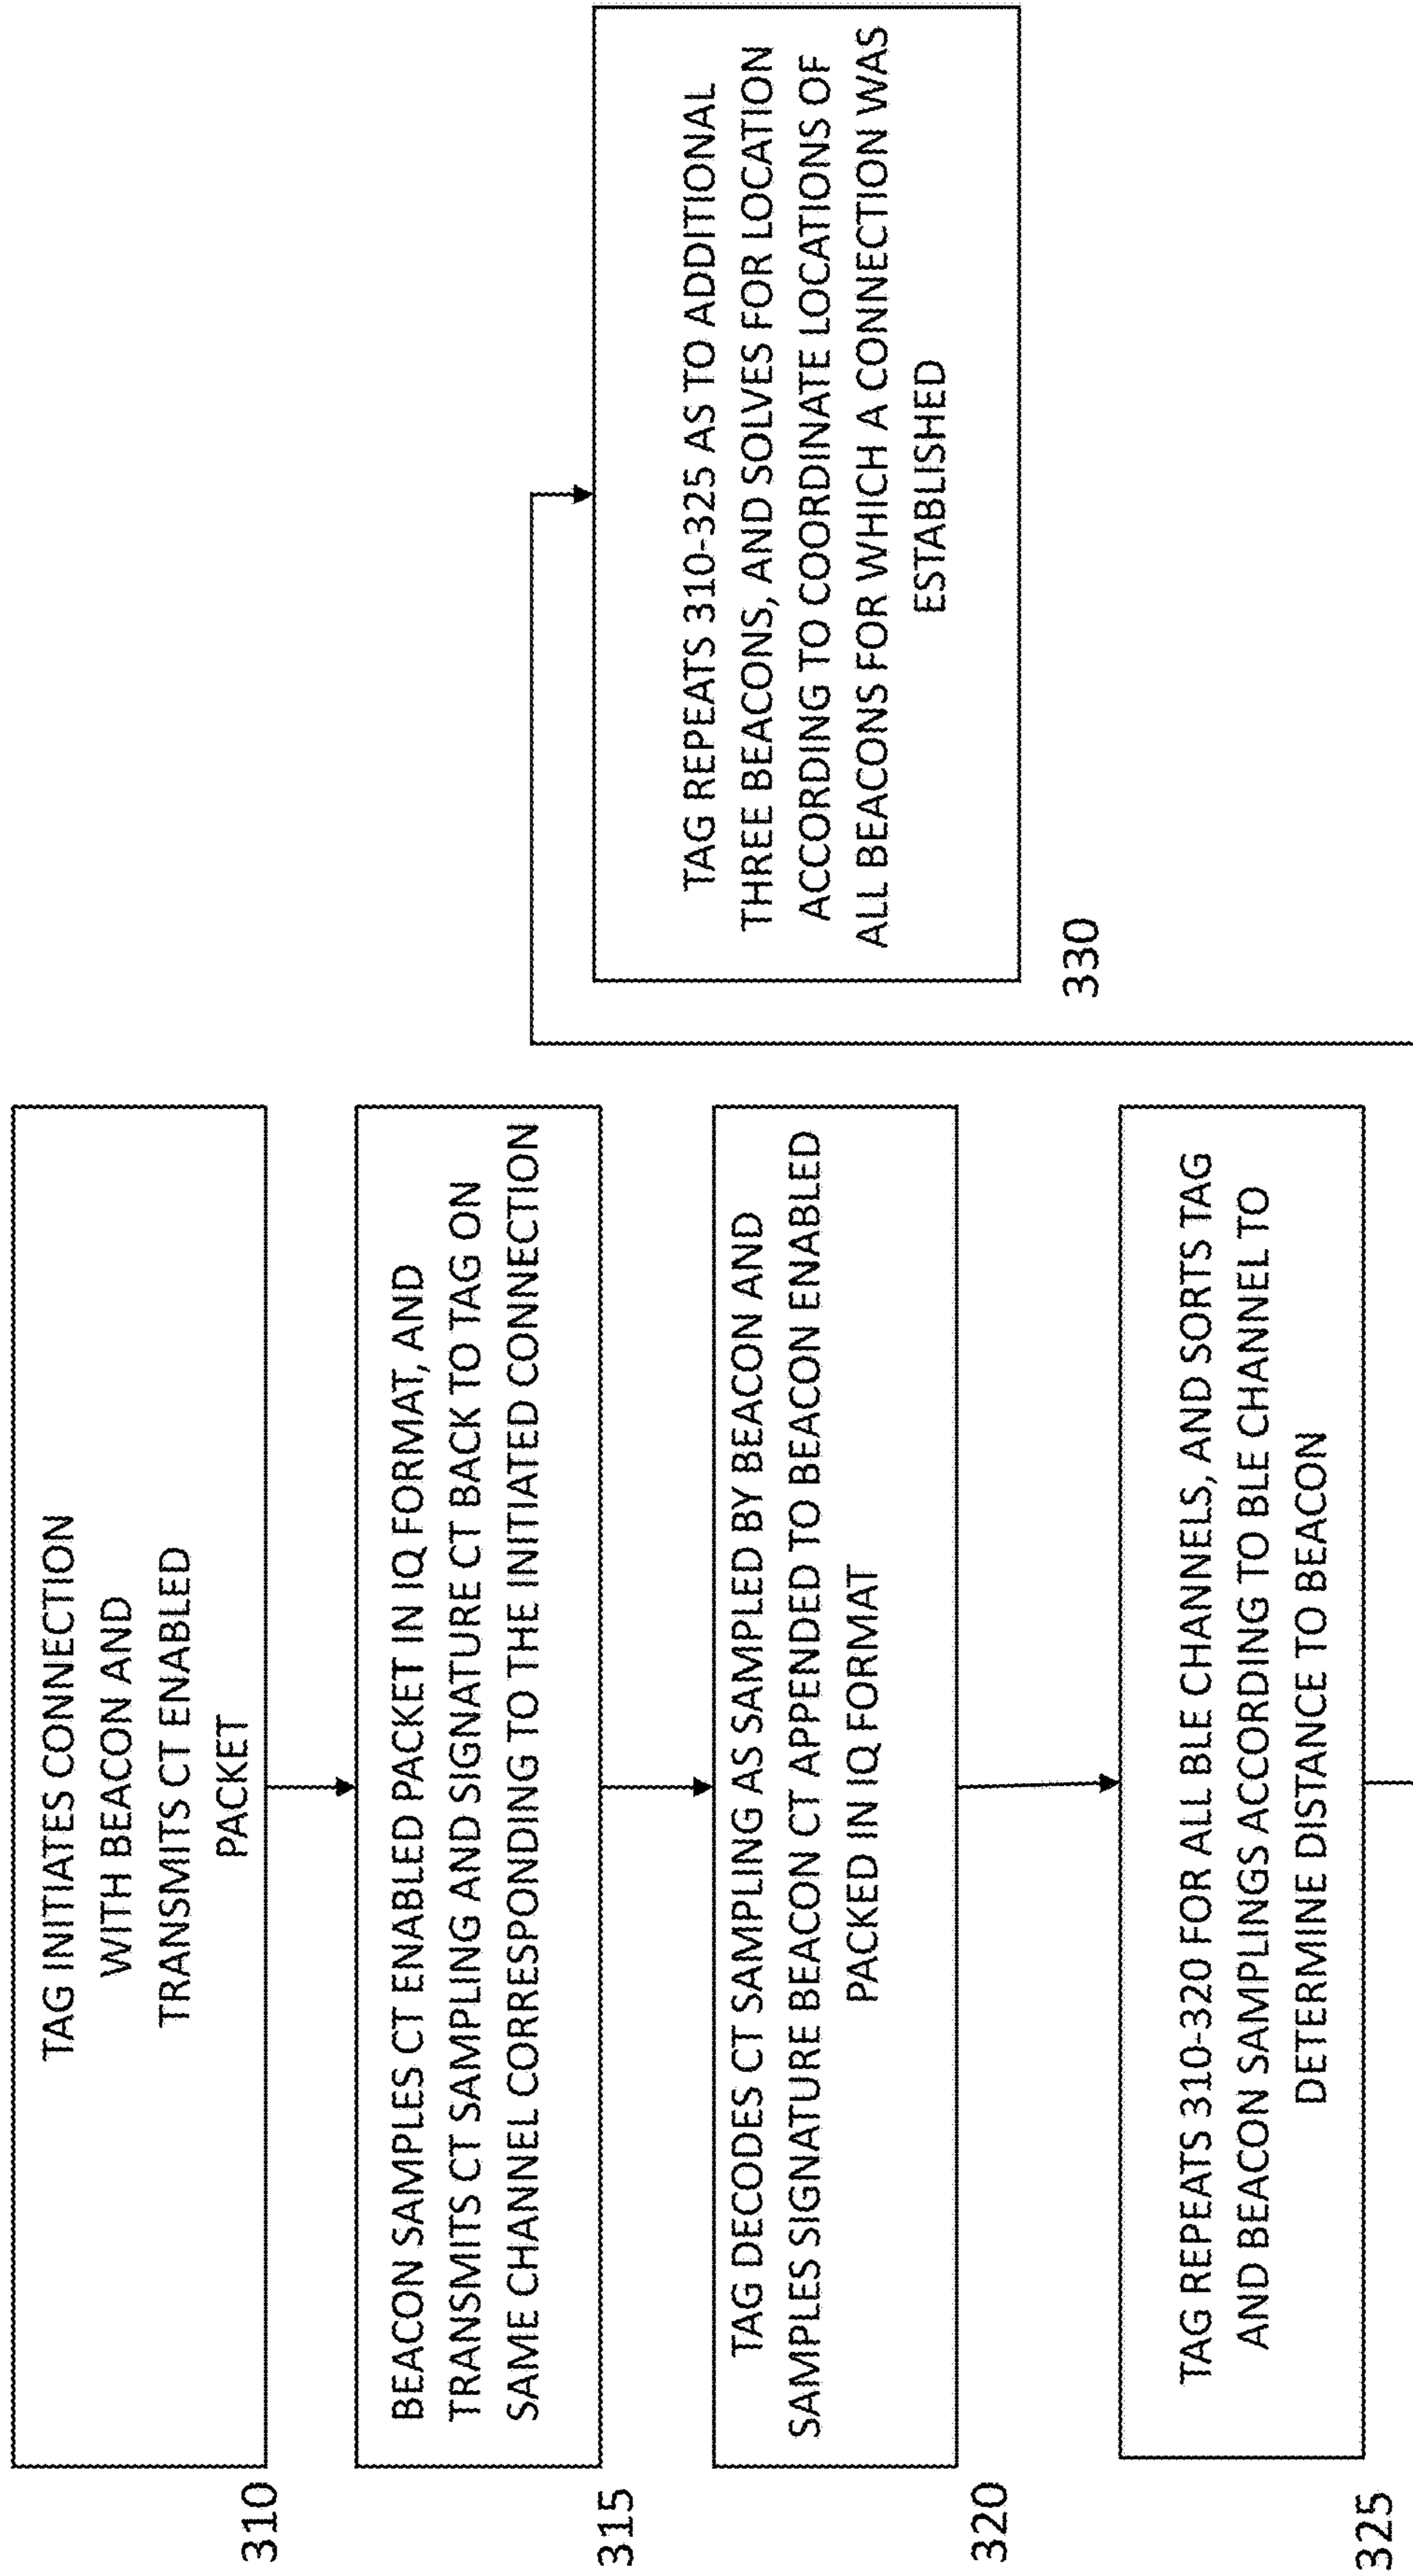 TAG INITIATES CONNECTION
WITH BEACON AND
TRANSMITS CT ENABLED
PACKET
310
BEACON SAMPLES CT ENABLED PACKET IN IQ FORMAT, AND
TRANSMITS CT SAMPLING AND SIGNATURE CT BACK TO TAG ON
SAME CHANNEL CORRESPONDING TO THE INITIATED CONNECTION
315
TAG DECODES CT SAMPLING AS SAMPLED BY BEACON AND
SAMPLES SIGNATURE BEACON CT APPENDED TO BEACON ENABLED
PACKED IN IQ FORMAT
320
TAG REPEATS 310-320 FOR ALL BLE CHANNELS, AND SORTS TAG
AND BEACON SAMPLINGS ACCORDING TO BLE CHANNEL TO
DETERMINE DISTANCE TO BEACON
325
TAG REPEATS 310-325 AS TO ADDITIONAL
THREE BEACONS, AND SOLVES FOR LOCATION
ACCORDING TO COORDINATE LOCATIONS OF
ALL BEACONS FOR WHICH A CONNECTION WAS
ESTABLISHED
330